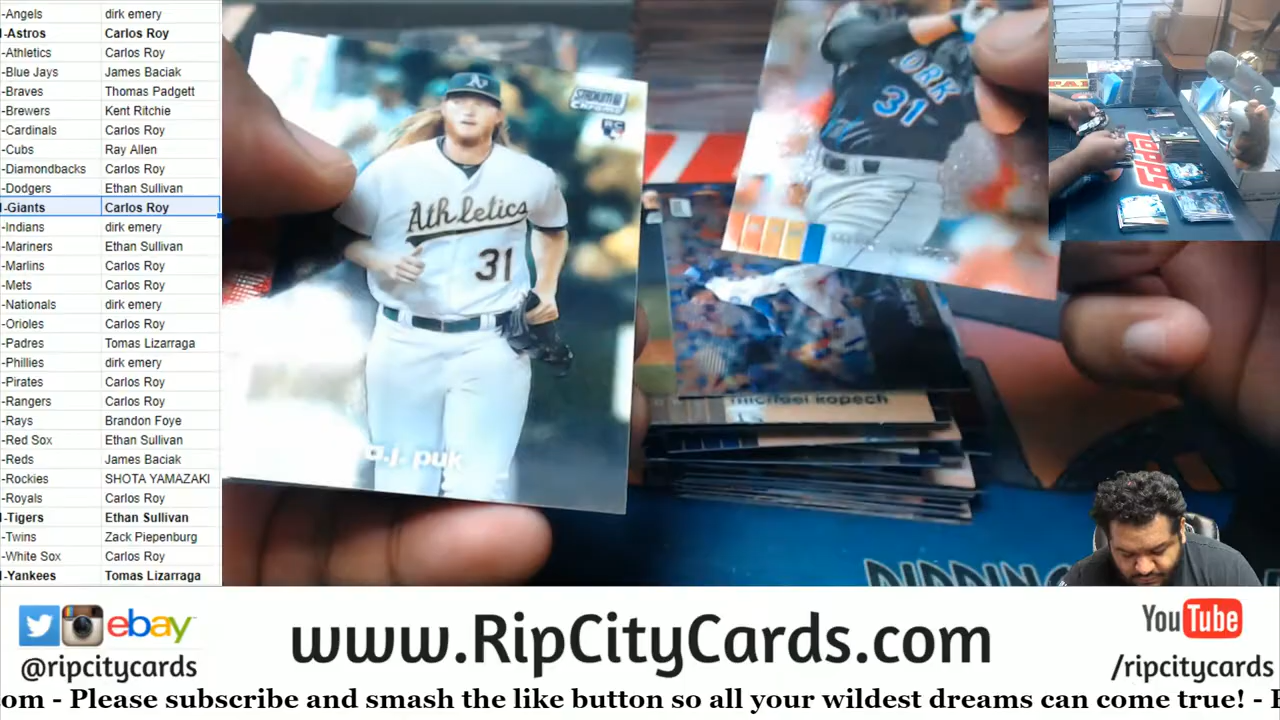 -Angels dirk emery
-Astros Carlos Roy
-Athletics Carlos Roy
-Blue Jays James Baciak
-Braves Thomas Padgett
-Brewers Kent Ritchie
-Cardinals Carlos Roy
-Cubs Ray Allen
-Diamondbacks Carlos Roy
-Dodgers Ethan Sullivan
-Giants Carlos Roy
-Indians dirk emery
-Mariners Ethan Sullivan
-Marlins Carlos Roy
-Mets Carlos Roy
-Nationals dirk emery
-Orioles Carlos Roy
-Padres Tomas Lizarraga
-Phillies dirk emery
-Pirates Carlos Roy
-Rangers Carlos Roy
-Rays Brandon Foye
-Red Sox Ethan Sullivan
-Reds James Baciak
-Rockies SHOTA YAMAZAKI
-Royals Carlos Roy
-Tigers Ethan Sullivan
-Twins Zack Piepenburg
-White Sox Carlos Roy
-Yankees Tomas Lizarraga
A's
STADIUM
CHROME
RC
Athletics
31
a.j. puk
ORK
31
michael kopech
topps
ebay
@ripcitycards
www.RipCityCards.com
YouTube
/ripcitycards
om - Please subscribe and smash the like button so all your wildest dreams can come true! -